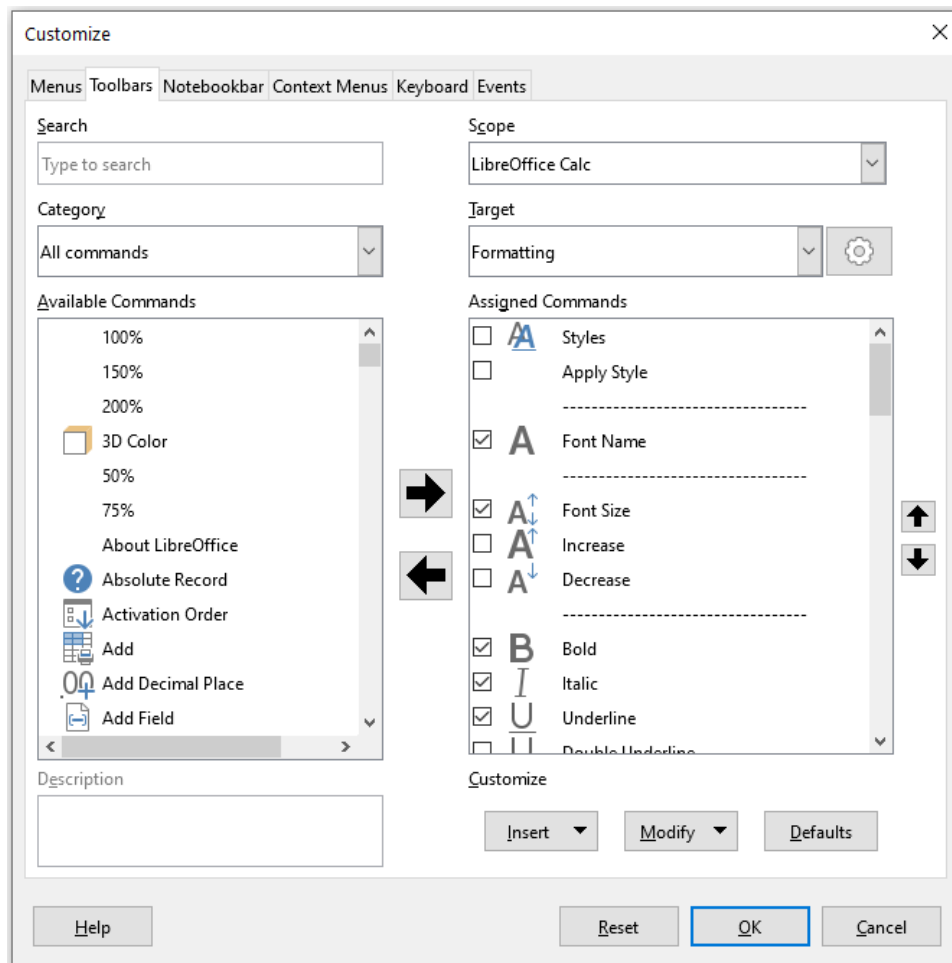 Customize
Menus Toolbars Notebookbar Context Menus Keyboard Events
Search
Type to search
Category
All commands
Available Commands
100%
150%
200%
3D Color
50%
75%
About LibreOffice
Absolute Record
Activation Order
Add
Add Decimal Place
Add Field
Description
Scope
LibreOffice Calc
Target
Formatting
Assigned Commands
Styles
Apply Style
--------------------------------
Font Name
--------------------------------
Font Size
Increase
Decrease
--------------------------------
Bold
Italic
Underline
Double Underline
Customize
Insert Modify Defaults
Help Reset OK Cancel